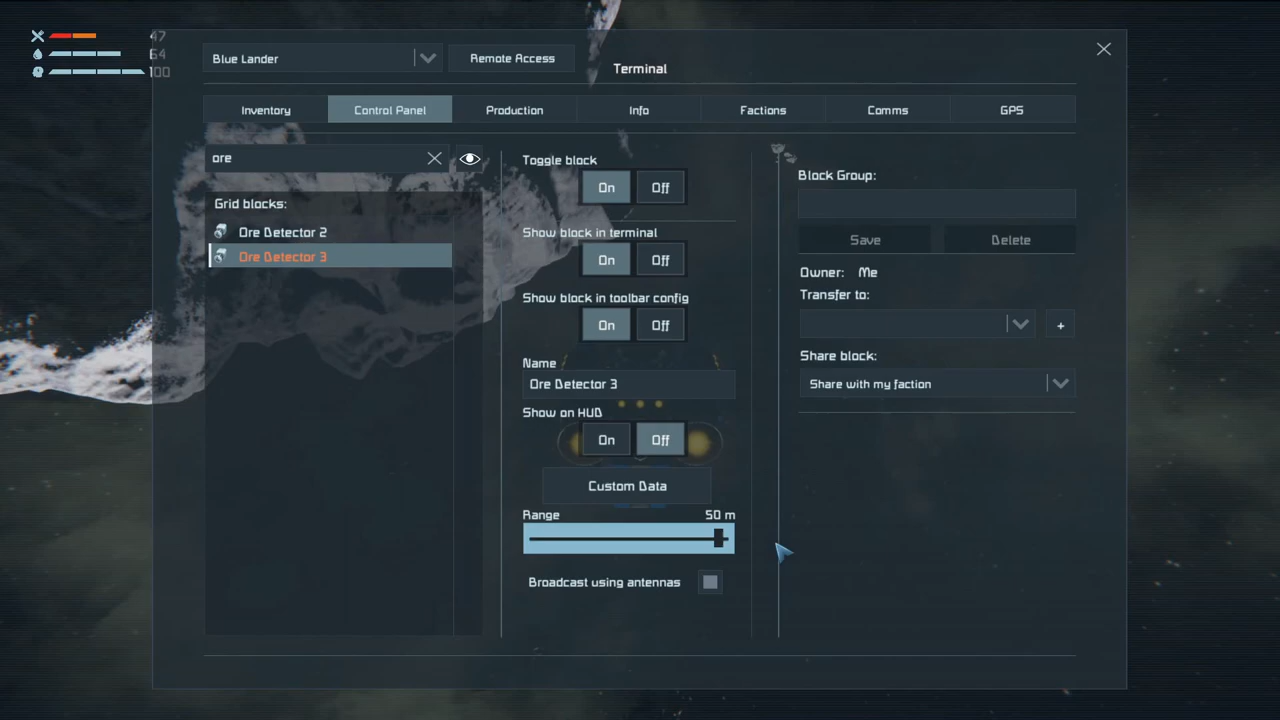 47
64
100
Blue Lander
Remote Access
Terminal
Inventory
Control Panel
Production
Info
Factions
Comms
GPS
ore
Grid blocks:
Ore Detector 2
Ore Detector 3
Toggle block
On Off
Show block in terminal
On Off
Show block in toolbar config
On Off
Name
Ore Detector 3
Show on HUD
On Off
Custom Data
Range 50 m
Broadcast using antennas
Block Group:
Save Delete
Owner: Me
Transfer to:
+
Share block:
Share with my faction